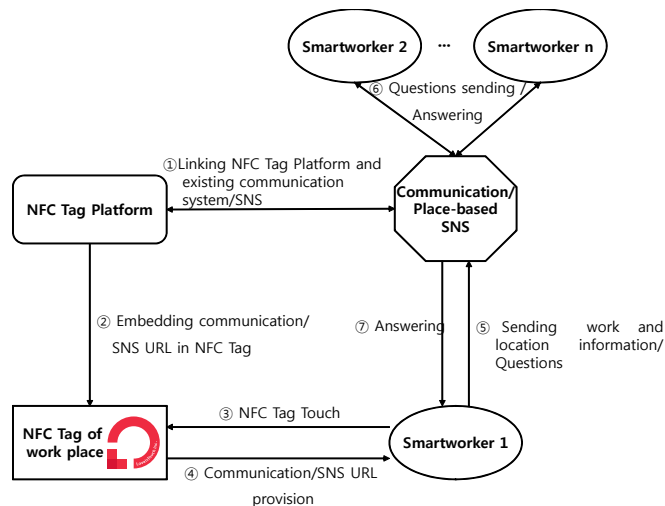 Smartworker 2
...
Smartworker n
⑥ Questions sending /
Answering
①Linking NFC Tag Platform and
existing communication
system/SNS
NFC Tag Platform
Communication/
Place-based
SNS
② Embedding communication/
SNS URL in NFC Tag
⑦ Answering
⑤ Sending work and
location information/
Questions
③ NFC Tag Touch
NFC Tag of
work place
Smartworker 1
④ Communication/SNS URL
provision